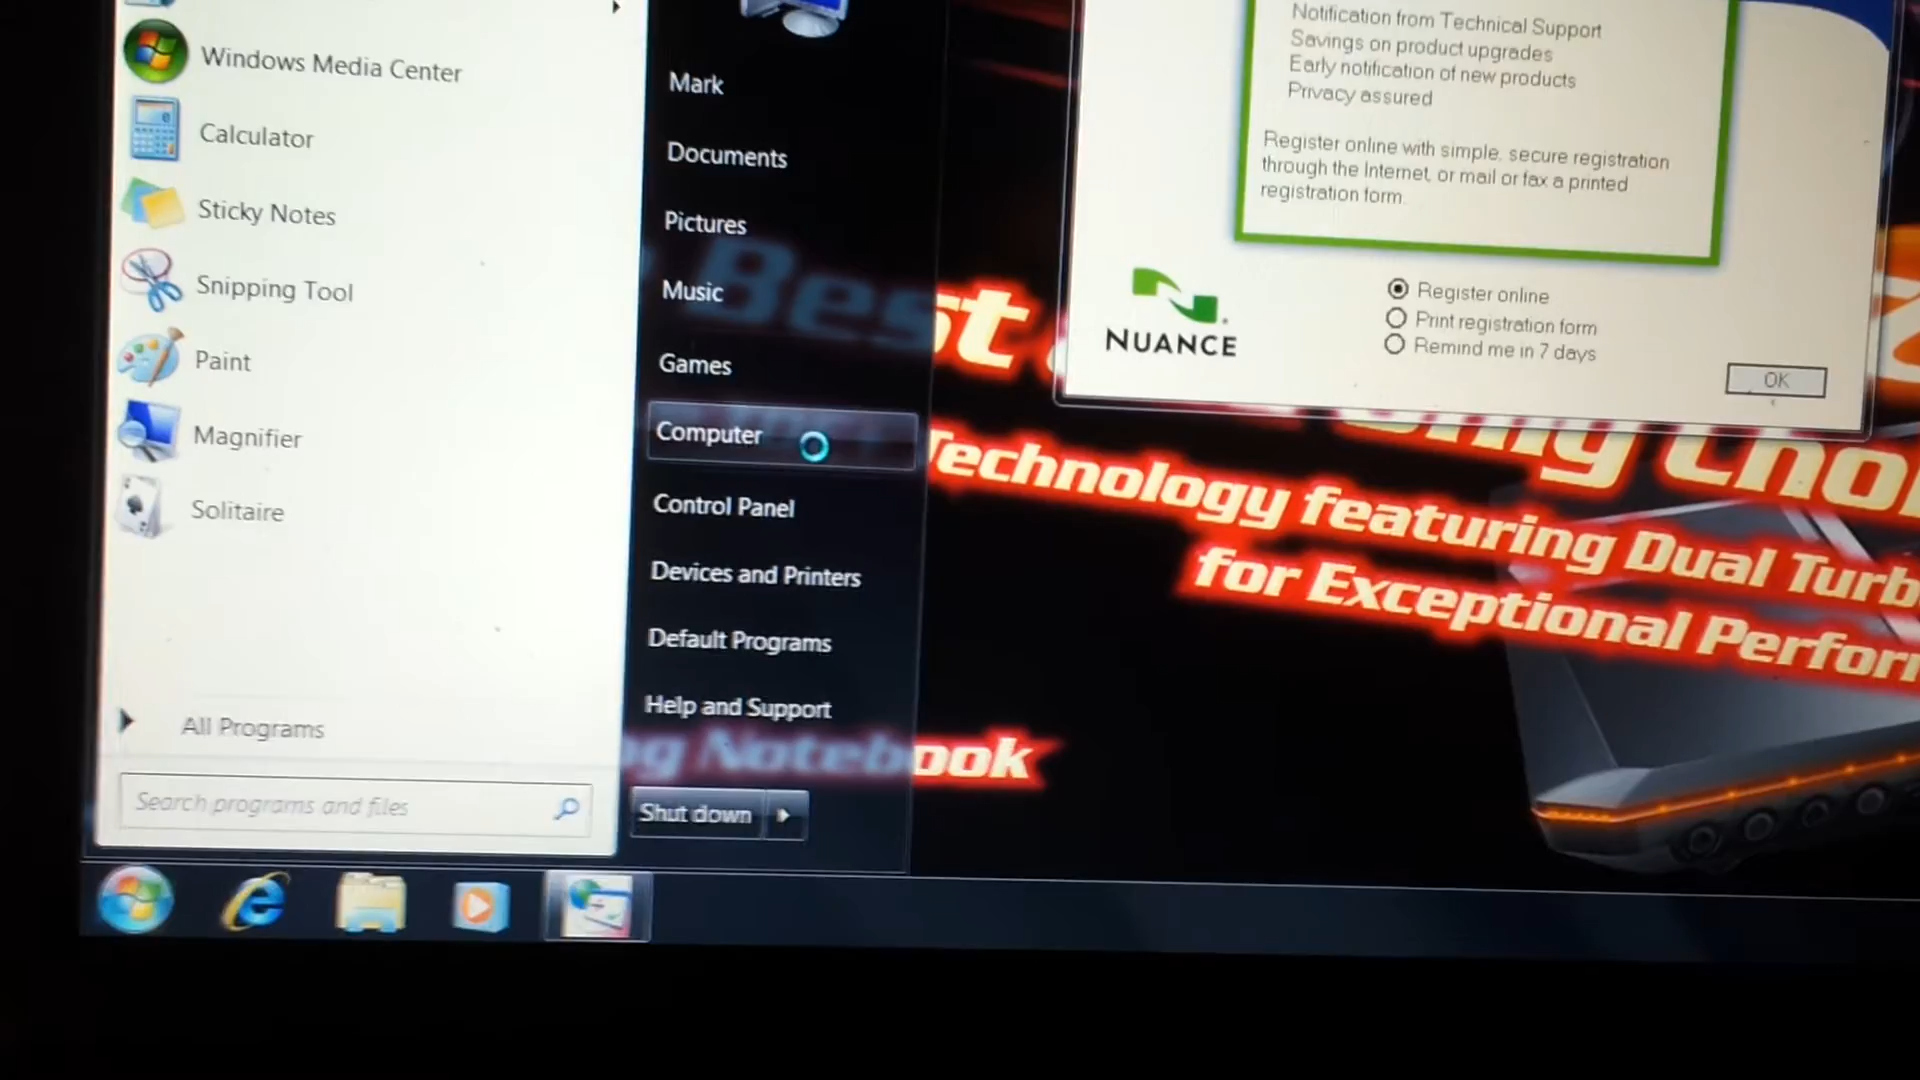 Windows Media Center
Calculator
Sticky Notes
Snipping Tool
Paint
Magnifier
Solitaire
All Programs
Search programs and files
Mark
Documents
Pictures
Music
Games
Computer
Control Panel
Devices and Printers
Default Programs
Help and Support
Shut down
Notification from Technical Support
Savings on product upgrades
Early notification of new products
Privacy assured
Register online with simple, secure registration
through the Internet, or mail or fax a printed
registration form.
NUANCE
Register online
Print registration form
Remind me in 7 days
OK
Best
Only Choi
Technology featuring Dual Turb
for Exceptional Perfor
g Notebook